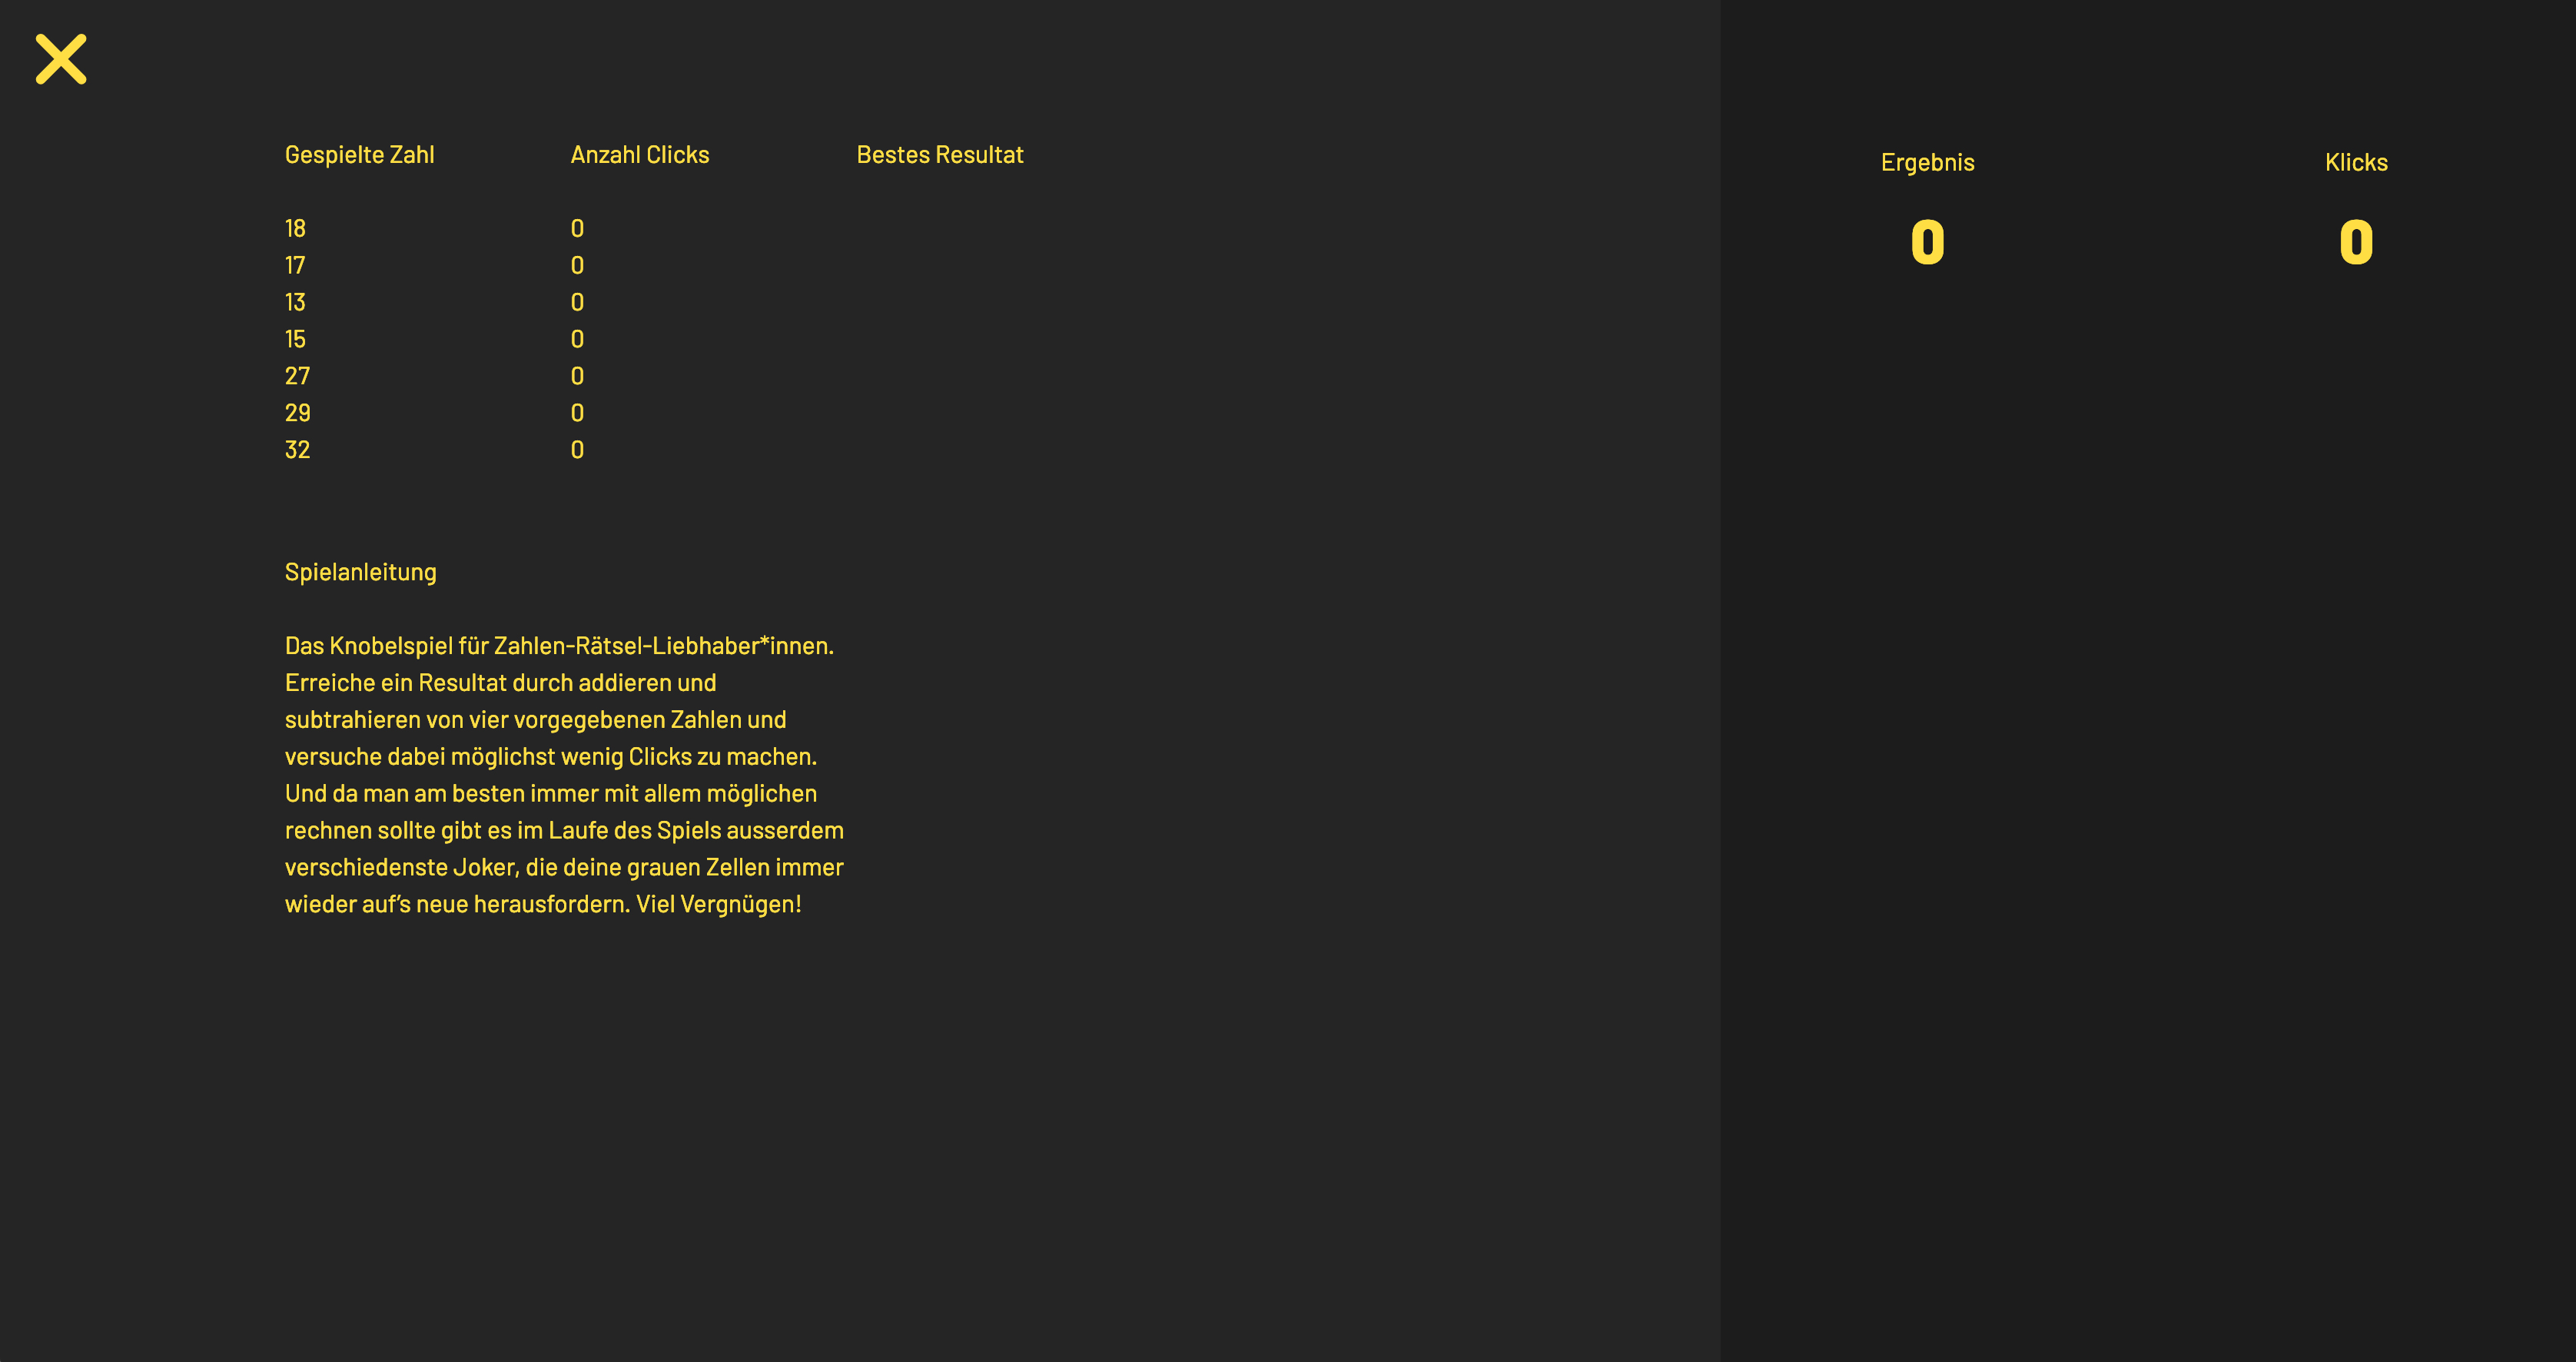 Gespielte Zahl Anzahl Clicks Bestes Resultat
18 0
17 0
13 0
15 0
27 0
29 0
32 0
Spielanleitung
Das Knobelspiel für Zahlen-Rätsel-Liebhaber*innen.
Erreiche ein Resultat durch addieren und
subtrahieren von vier vorgegebenen Zahlen und
versuche dabei möglichst wenig Clicks zu machen.
Und da man am besten immer mit allem möglichen
rechnen sollte gibt es im Laufe des Spiels ausserdem
verschiedenste Joker, die deine grauen Zellen immer
wieder auf’s neue herausfordern. Viel Vergnügen!
Ergebnis Klicks
0 0